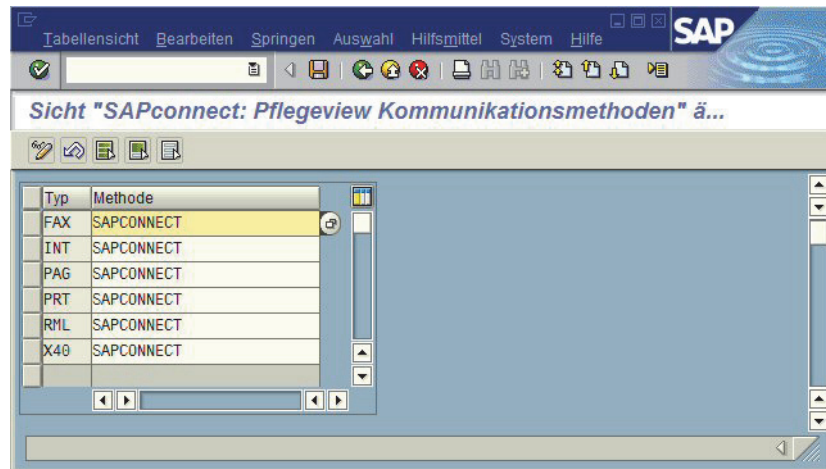 Tabellensicht Bearbeiten Springen Auswahl Hilfsmittel System Hilfe
SAP
Sicht "SAPconnect: Pflegeview Kommunikationsmethoden" ä...
Typ Methode
FAX SAPCONNECT
INT SAPCONNECT
PAG SAPCONNECT
PRT SAPCONNECT
RML SAPCONNECT
X40 SAPCONNECT